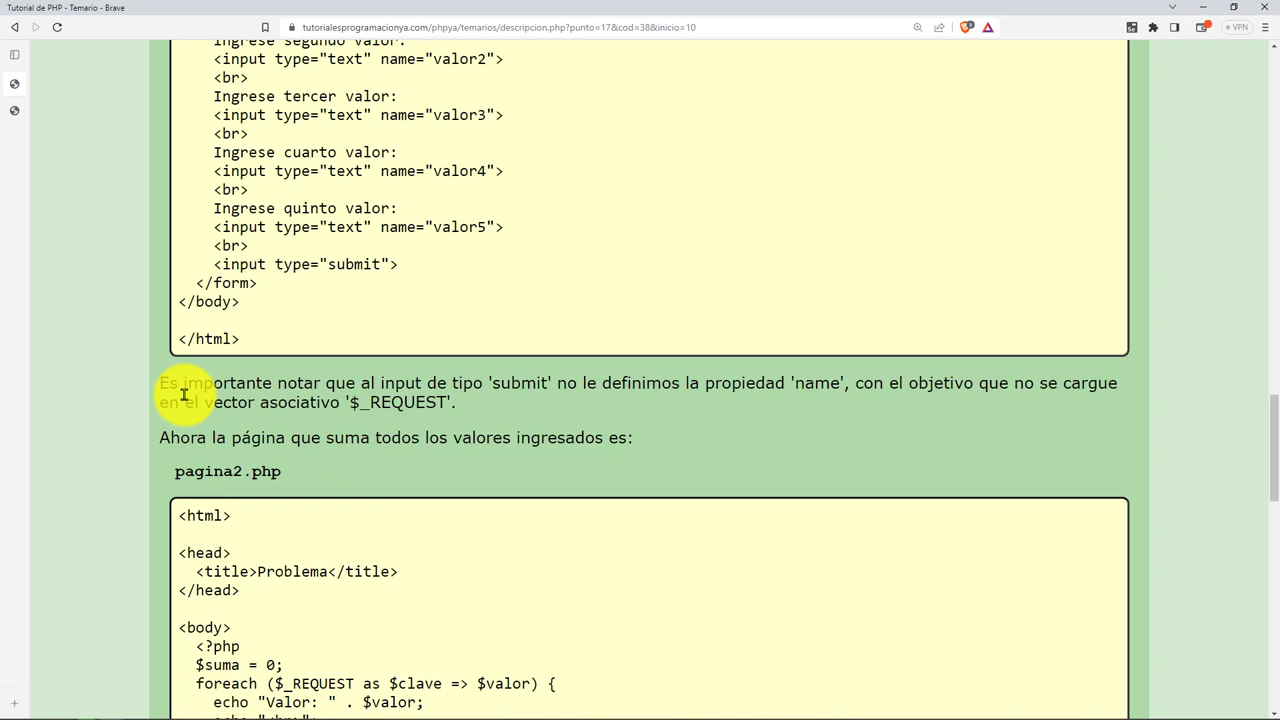 Tutorial de PHP - Temario - Brave
tutorialesprogramacionya.com/phpya/temarios/descripcion.php?punto=17&cod=38&inicio=10
VPN
Ingrese segundo valor:
<input type="text" name="valor2">
<br>
Ingrese tercer valor:
<input type="text" name="valor3">
<br>
Ingrese cuarto valor:
<input type="text" name="valor4">
<br>
Ingrese quinto valor:
<input type="text" name="valor5">
<br>
<input type="submit">
</form>
</body>
</html>
Es importante notar que al input de tipo 'submit' no le definimos la propiedad 'name', con el objetivo que no se cargue
en el vector asociativo '$_REQUEST'.
Ahora la página que suma todos los valores ingresados es:
pagina2.php
<html>
<head>
<title>Problema</title>
</head>
<body>
<?php
$suma = 0;
foreach ($_REQUEST as $clave => $valor) {
echo "Valor: " . $valor;